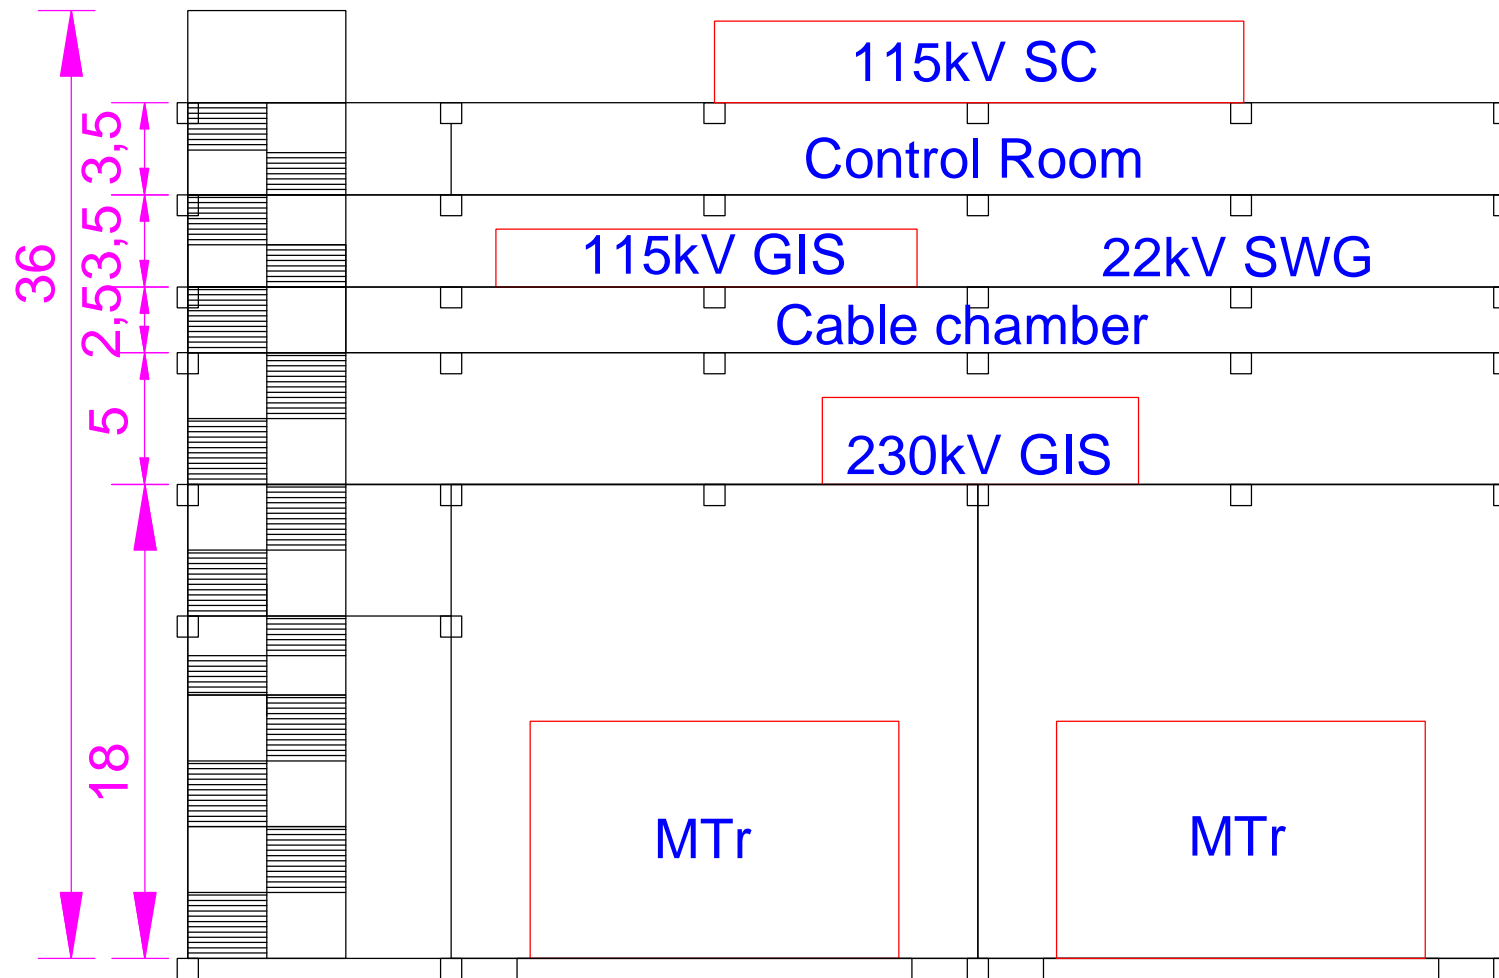 115kV SC
3,5
Control Room
3,5
115kV GIS
22kV SWG
36
2,5
Cable chamber
5
230kV GIS
18
MTr
MTr